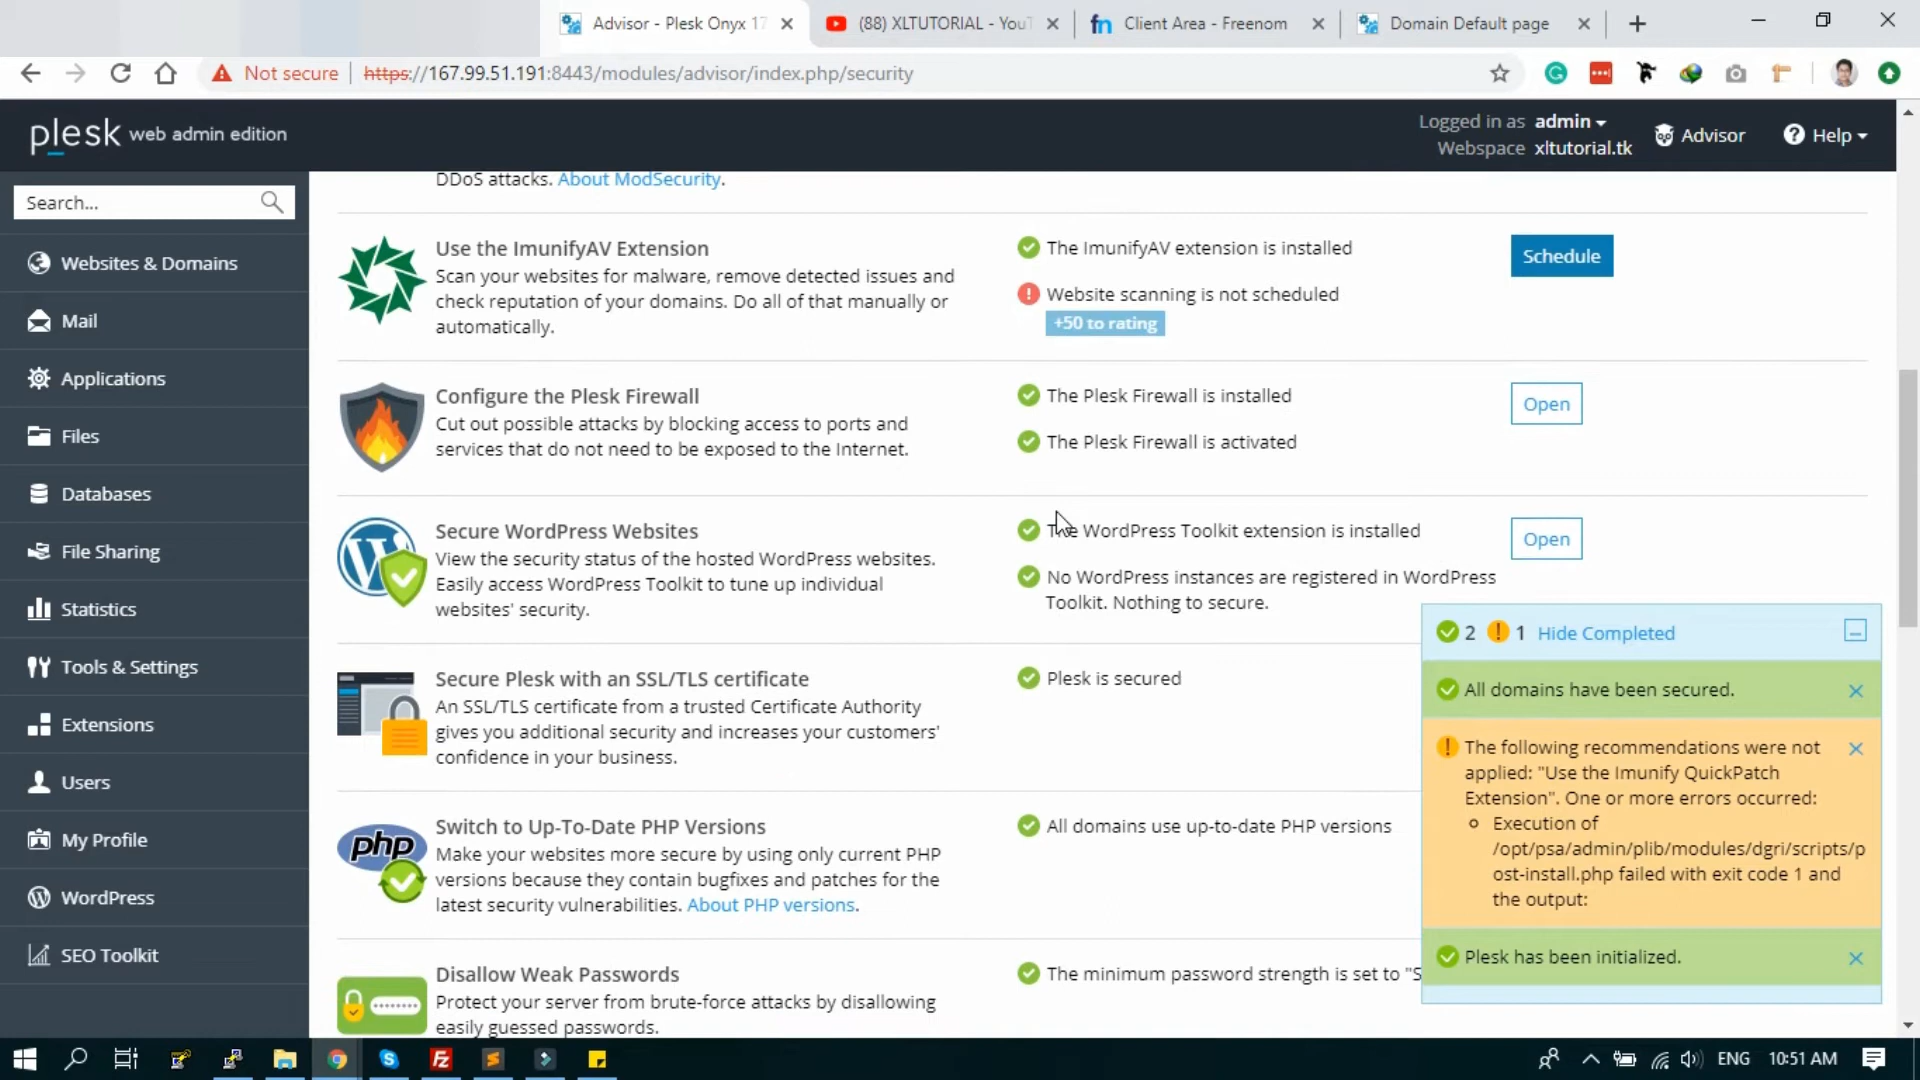 Advisor - Plesk Onyx 17
(88) XLTUTORIAL - YouT
Client Area - Freenom
Domain Default page
Not secure
https://167.99.51.191:8443/modules/advisor/index.php/security
plesk web admin edition
Logged in as admin
Webspace xltutorial.tk
Advisor
Help
Search...
Websites & Domains
Mail
Applications
Files
Databases
File Sharing
Statistics
Tools & Settings
Extensions
Users
My Profile
WordPress
SEO Toolkit
DDoS attacks. About ModSecurity.
Use the ImunifyAV Extension
Scan your websites for malware, remove detected issues and
check reputation of your domains. Do all of that manually or
automatically.
The ImunifyAV extension is installed
Website scanning is not scheduled
+50 to rating
Schedule
Configure the Plesk Firewall
Cut out possible attacks by blocking access to ports and
services that do not need to be exposed to the Internet.
The Plesk Firewall is installed
The Plesk Firewall is activated
Open
Secure WordPress Websites
View the security status of the hosted WordPress websites.
Easily access WordPress Toolkit to tune up individual
websites' security.
The WordPress Toolkit extension is installed
No WordPress instances are registered in WordPress
Toolkit. Nothing to secure.
Open
Secure Plesk with an SSL/TLS certificate
An SSL/TLS certificate from a trusted Certificate Authority
gives you additional security and increases your customers'
confidence in your business.
Plesk is secured
php
Switch to Up-To-Date PHP Versions
Make your websites more secure by using only current PHP
versions because they contain bugfixes and patches for the
latest security vulnerabilities. About PHP versions.
All domains use up-to-date PHP versions
Disallow Weak Passwords
Protect your server from brute-force attacks by disallowing
easily guessed passwords.
The minimum password strength is set to "S
2 1 Hide Completed
All domains have been secured.
The following recommendations were not
applied: "Use the Imunify QuickPatch
Extension". One or more errors occurred:
Execution of
/opt/psa/admin/plib/modules/dgri/scripts/p
ost-install.php failed with exit code 1 and
the output:
Plesk has been initialized.
ENG
10:51 AM